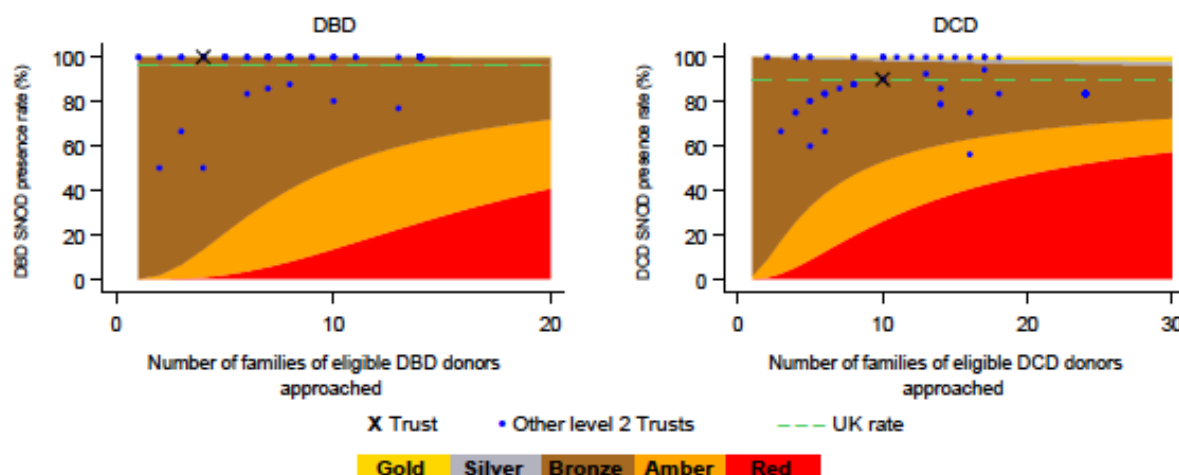 DBD
DCD
DBD SNOD presence rate (%)
100
80
60
40
20
0
0
10
20
Number of families of eligible DBD donors
approached
DCD SNOD presence rate (%)
100
80
60
40
20
0
0
10
20
30
Number of families of eligible DCD donors
approached
X Trust
Other level 2 Trusts
UK rate
Gold
Silver
Bronze
Amber
Red